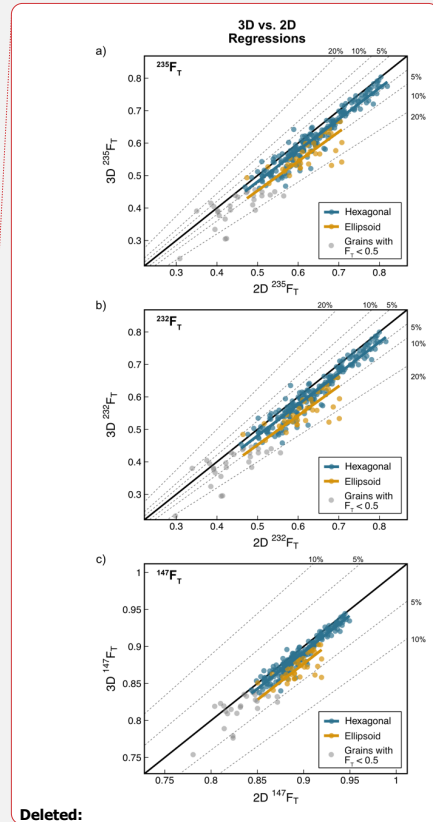 3D vs. 2D
Regressions
a)
20% 10% 5%
²³⁵F_T
5%
10%
20%
0.8
0.7
0.6
0.5
0.4
0.3
3D ²³⁵F_T
Hexagonal
Ellipsoid
Grains with
F_T < 0.5
0.3 0.4 0.5 0.6 0.7 0.8
2D ²³⁵F_T
b)
20% 10% 5%
²³²F_T
5%
10%
20%
0.8
0.7
0.6
0.5
0.4
0.3
3D ²³²F_T
Hexagonal
Ellipsoid
Grains with
F_T < 0.5
0.3 0.4 0.5 0.6 0.7 0.8
2D ²³²F_T
c)
10% 5%
¹⁴⁷F_T
5%
10%
1
0.95
0.9
0.85
0.8
0.75
3D ¹⁴⁷F_T
Hexagonal
Ellipsoid
Grains with
F_T < 0.5
0.75 0.8 0.85 0.9 0.95 1
2D ¹⁴⁷F_T
Deleted: